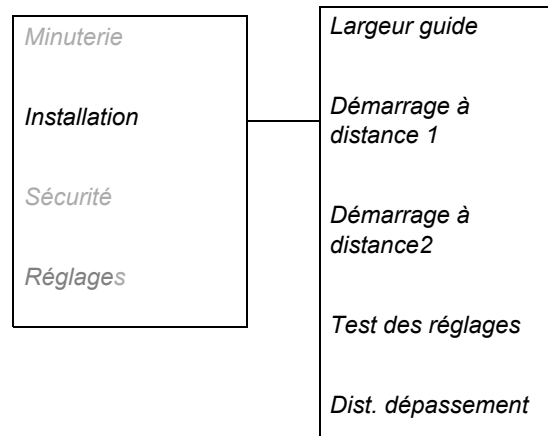 Minuterie
Installation
Sécurité
Réglages
Largeur guide
Démarrage à
distance 1
Démarrage à
distance2
Test des réglages
Dist. dépassement